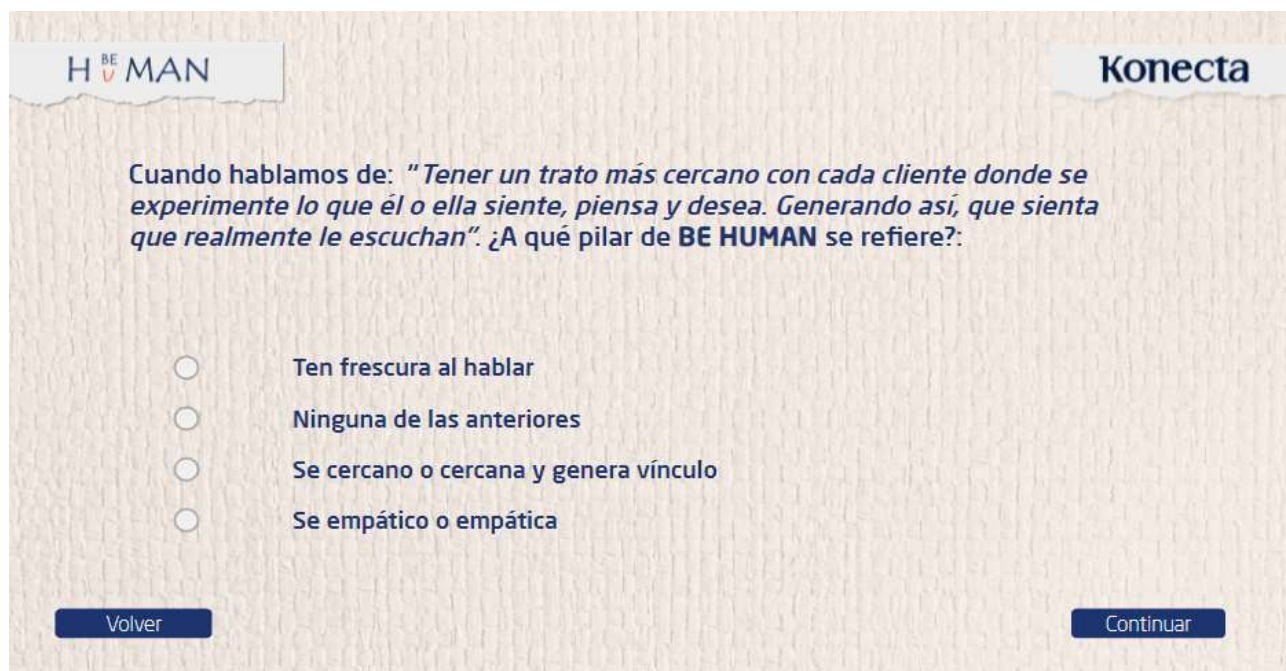 H BE U MAN
Konecta
Cuando hablamos de: "Tener un trato más cercano con cada cliente donde se
experimente lo que él o ella siente, piensa y desea. Generando así, que sienta
que realmente le escuchan". ¿A qué pilar de BE HUMAN se refiere?:
Ten frescura al hablar
Ninguna de las anteriores
Se cercano o cercana y genera vínculo
Se empático o empática
Volver
Continuar